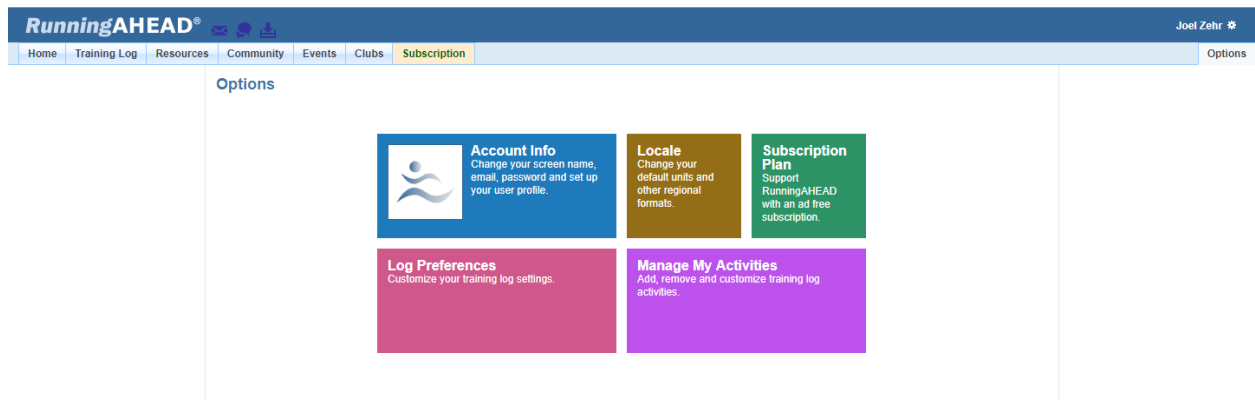 RunningAHEAD®
Joel Zehr
Home Training Log Resources Community Events Clubs Subscription Options
Options
Account Info
Change your screen name,
email, password and set up
your user profile.
Locale
Change your
default units and
other regional
formats.
Subscription
Plan
Support
RunningAHEAD
with an ad free
subscription.
Log Preferences
Customize your training log settings.
Manage My Activities
Add, remove and customize training log
activities.